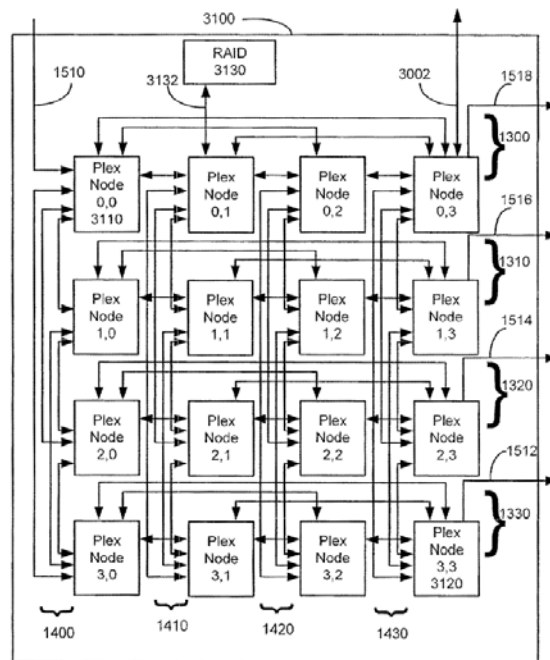 3100
1510
RAID
3130
3132
3002
1518
1300
Plex
Node
0,0
3110
Plex
Node
0,1
Plex
Node
0,2
Plex
Node
0,3
1516
1310
Plex
Node
1,0
Plex
Node
1,1
Plex
Node
1,2
Plex
Node
1,3
1514
1320
Plex
Node
2,0
Plex
Node
2,1
Plex
Node
2,2
Plex
Node
2,3
1512
1330
Plex
Node
3,0
Plex
Node
3,1
Plex
Node
3,2
Plex
Node
3,3
3120
1400
1410
1420
1430